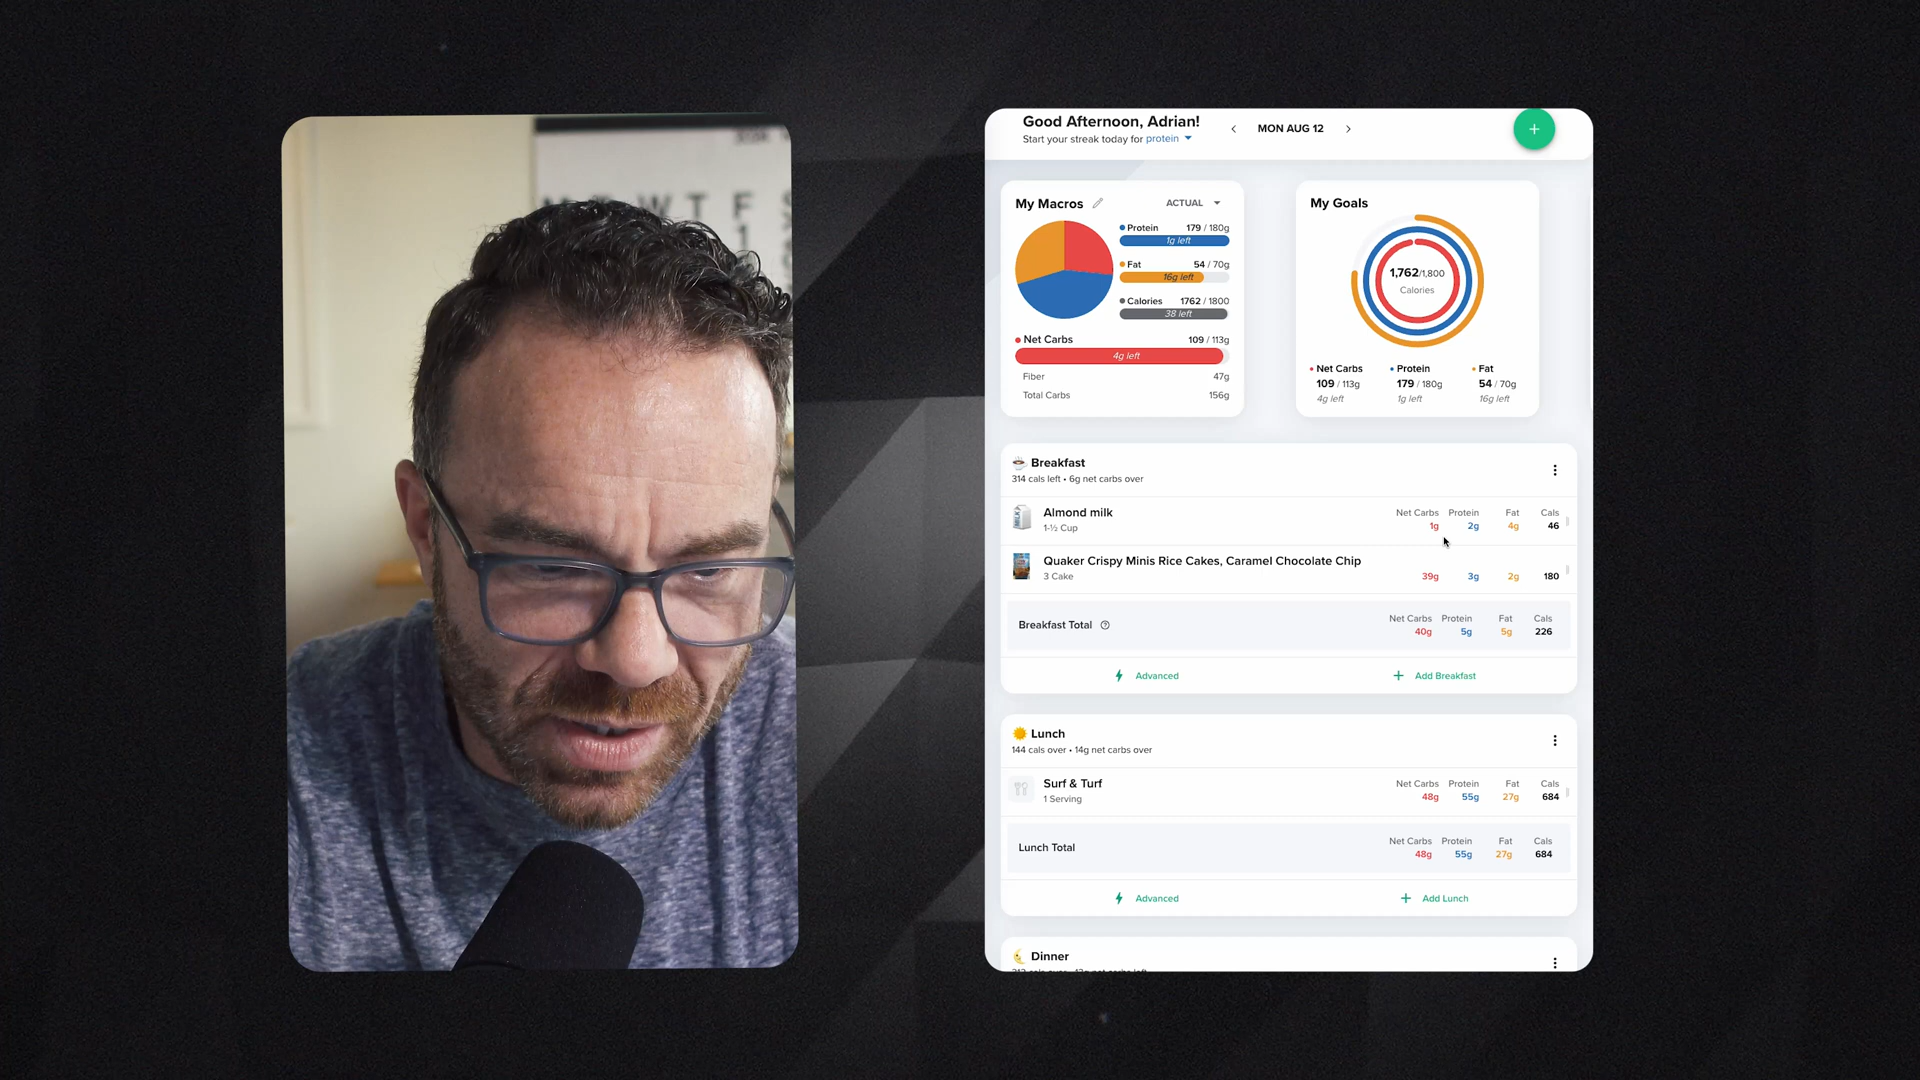 M T W T F S
Good Afternoon, Adrian!
Start your streak today for protein
MON AUG 12
My Macros
ACTUAL
Protein 179 / 180g
1g left
Fat 54 / 70g
16g left
Calories 1762 / 1800
38 left
Net Carbs 109 / 113g
4g left
Fiber 47g
Total Carbs 156g
My Goals
1,762/1,800
Calories
Net Carbs Protein Fat
109 / 113g 179 / 180g 54 / 70g
4g left 1g left 16g left
Breakfast
314 cals left • 6g net carbs over
Almond milk
1-½ Cup
Net Carbs Protein Fat Cals
1g 2g 4g 46
Quaker Crispy Minis Rice Cakes, Caramel Chocolate Chip
3 Cake
39g 3g 2g 180
Breakfast Total
Net Carbs Protein Fat Cals
40g 5g 5g 226
Advanced
+ Add Breakfast
Lunch
144 cals over • 14g net carbs over
Surf & Turf
1 Serving
Net Carbs Protein Fat Cals
48g 55g 27g 684
Lunch Total
Net Carbs Protein Fat Cals
48g 55g 27g 684
Advanced
+ Add Lunch
Dinner